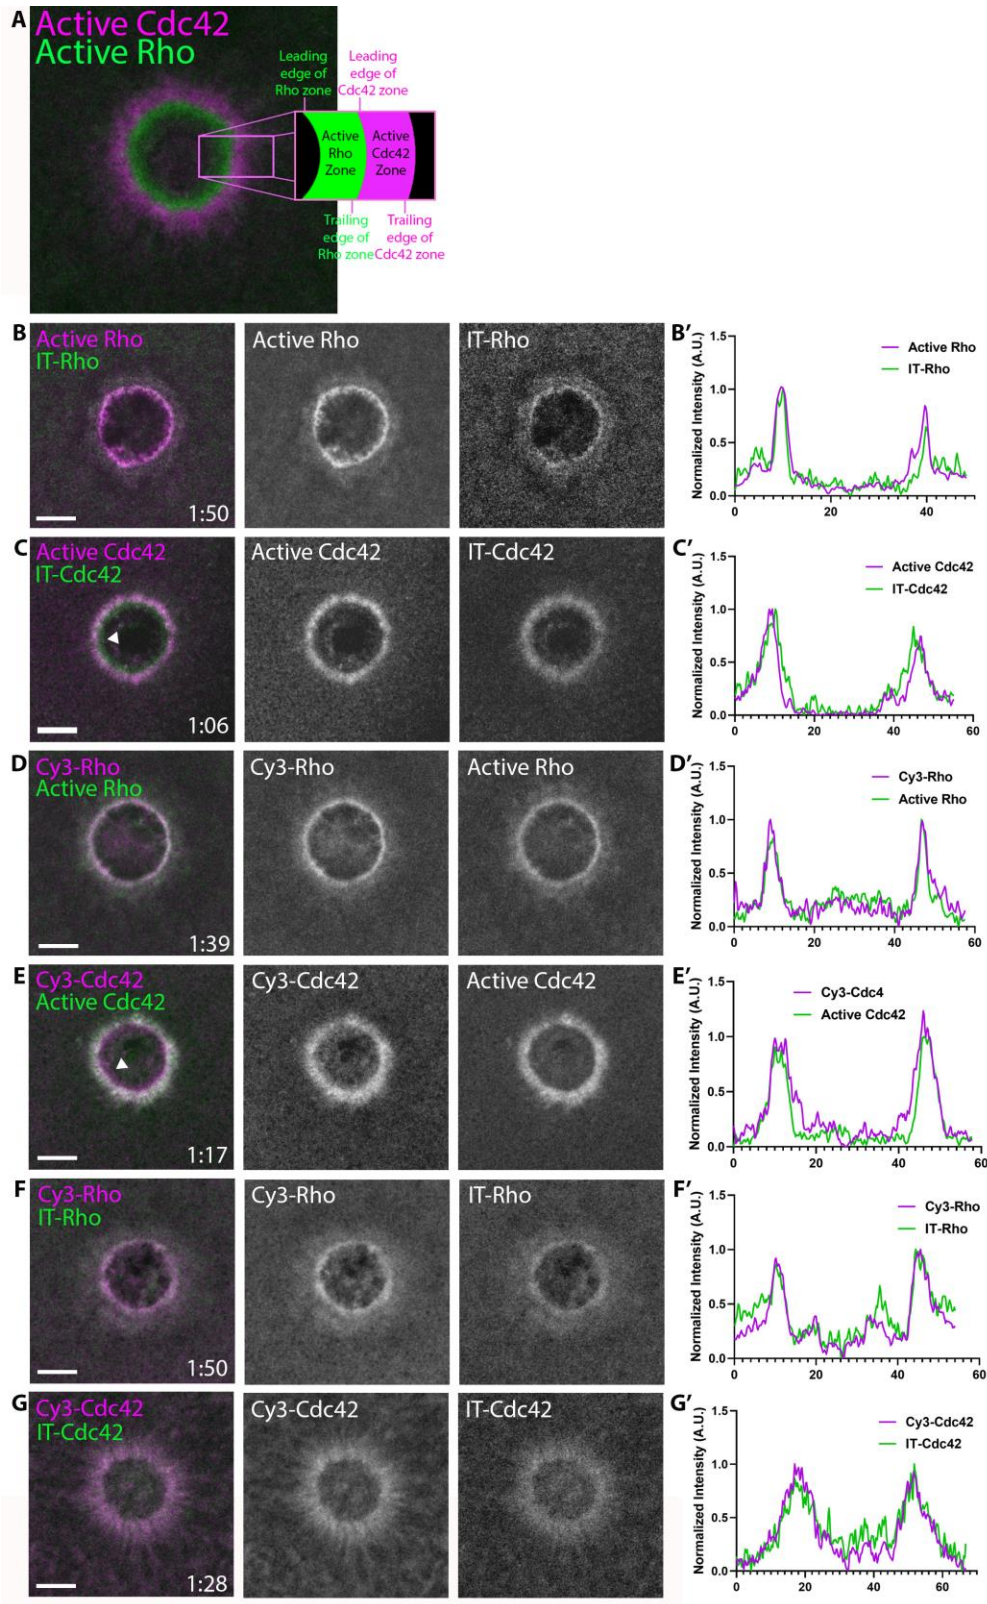 A
Active Cdc42
Active Rho
Leading
edge of
Rho zone
Leading
edge of
Cdc42 zone
Active
Rho
Zone
Active
Cdc42
Zone
Trailing
edge of
Rho zone
Trailing
edge of
Cdc42 zone
B
Active Rho
IT-Rho
1:50
Active Rho
IT-Rho
B′
Normalized Intensity (A.U.)
1.5
1.0
0.5
0.0
0
20
40
Active Rho
IT-Rho
C
Active Cdc42
IT-Cdc42
1:06
Active Cdc42
IT-Cdc42
C′
Normalized Intensity (A.U.)
1.5
1.0
0.5
0.0
0
20
40
60
Active Cdc42
IT-Cdc42
D
Cy3-Rho
Active Rho
1:39
Cy3-Rho
Active Rho
D′
Normalized Intensity (A.U.)
1.5
1.0
0.5
0.0
0
20
40
60
Cy3-Rho
Active Rho
E
Cy3-Cdc42
Active Cdc42
1:17
Cy3-Cdc42
Active Cdc42
E′
Normalized Intensity (A.U.)
1.5
1.0
0.5
0.0
0
20
40
60
Cy3-Cdc4
Active Cdc42
F
Cy3-Rho
IT-Rho
1:50
Cy3-Rho
IT-Rho
F′
Normalized Intensity (A.U.)
1.5
1.0
0.5
0.0
0
20
40
60
Cy3-Rho
IT-Rho
G
Cy3-Cdc42
IT-Cdc42
1:28
Cy3-Cdc42
IT-Cdc42
G′
Normalized Intensity (A.U.)
1.5
1.0
0.5
0.0
0
20
40
60
Cy3-Cdc42
IT-Cdc42